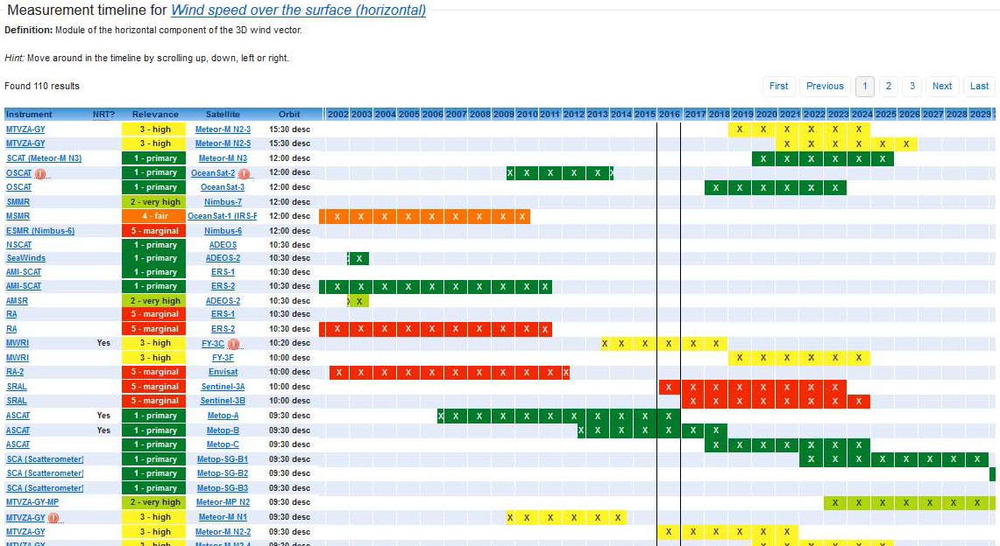 Measurement timeline for Wind speed over the surface (horizontal)
Definition: Module of the horizontal component of the 3D wind vector.
Hint: Move around in the timeline by scrolling up, down, left or right.
Found 110 results First Previous 1 2 3 Next Last
Instrument NRT? Relevance Satellite Orbit 2002 2003 2004 2005 2006 2007 2008 2009 2010 2011 2012 2013 2014 2015 2016 2017 2018 2019 2020 2021 2022 2023 2024 2025 2026 2027 2028 2029
MTVZA-GY 3 - high Meteor-M N2-3 15:30 desc X X X X X X
MTVZA-GY 3 - high Meteor-M N2-5 15:30 desc X X X X X X
SCAT (Meteor-M N3) 1 - primary Meteor-M N3 12:00 desc X X X X X X
OSCAT ! 1 - primary OceanSat-2 ! 12:00 desc X X X X X X
OSCAT 1 - primary OceanSat-3 12:00 desc X X X X X X
SMMR 2 - very high Nimbus-7 12:00 desc
MSMR 4 - fair OceanSat-1 (IRS-P 12:00 desc X X X X X X X X X
ESMR (Nimbus-6) 5 - marginal Nimbus-6 12:00 desc
NSCAT 1 - primary ADEOS 10:30 desc
SeaWinds 1 - primary ADEOS-2 10:30 desc X
AMI-SCAT 1 - primary ERS-1 10:30 desc
AMI-SCAT 1 - primary ERS-2 10:30 desc X X X X X X X X X X
AMSR 2 - very high ADEOS-2 10:30 desc X X
RA 5 - marginal ERS-1 10:30 desc
RA 5 - marginal ERS-2 10:30 desc X X X X X X X X X X
MWRI Yes 3 - high FY-3C ! 10:20 desc X X X X X X
MWRI 3 - high FY-3F 10:00 desc X X X X X X
RA-2 5 - marginal Envisat 10:00 desc X X X X X X X X X X X
SRAL 5 - marginal Sentinel-3A 10:00 desc X X X X X X X X
SRAL 5 - marginal Sentinel-3B 10:00 desc X X X X X X X X
ASCAT Yes 1 - primary Metop-A 09:30 desc X X X X X X X X X X X
ASCAT Yes 1 - primary Metop-B 09:30 desc X X X X X X X
ASCAT 1 - primary Metop-C 09:30 desc X X X X X X X
SCA (Scatterometer) 1 - primary Metop-SG-B1 09:30 desc X X X X X X X X
SCA (Scatterometer) 1 - primary Metop-SG-B2 09:30 desc
SCA (Scatterometer) 1 - primary Metop-SG-B3 09:30 desc
MTVZA-GY-MP 2 - very high Meteor-MP N2 09:30 desc X X X X X X X
MTVZA-GY ! 3 - high Meteor-M N1 09:30 desc X X X X X X
MTVZA-GY 3 - high Meteor-M N2-2 09:30 desc X X X X X X
MTVZA-GY 3 - high Meteor-M N2-4 09:30 desc X X X X X X